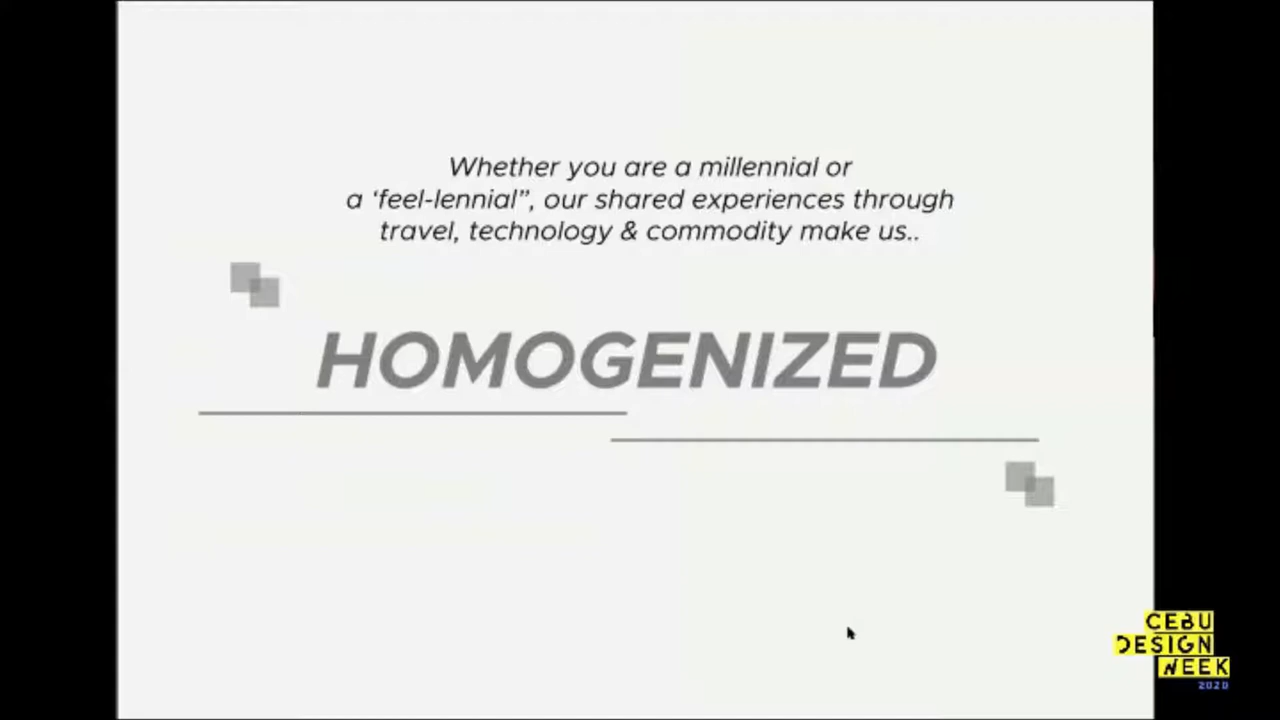 Whether you are a millennial or
a ‘feel-lennial”, our shared experiences through
travel, technology & commodity make us..
HOMOGENIZED
CEBU
DESIGN
WEEK
2020